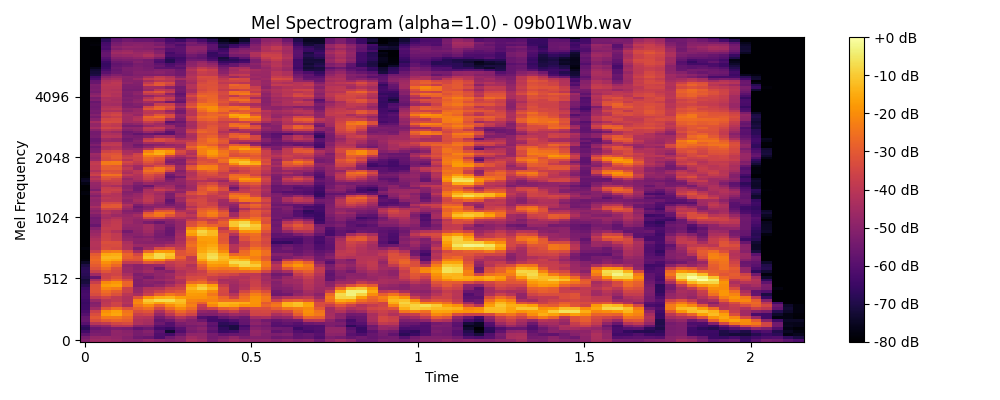 Mel Spectrogram (alpha=1.0) - 09b01Wb.wav
Mel Frequency
4096
2048
1024
512
0
0
0.5
1
1.5
2
Time
+0 dB
-10 dB
-20 dB
-30 dB
-40 dB
-50 dB
-60 dB
-70 dB
-80 dB